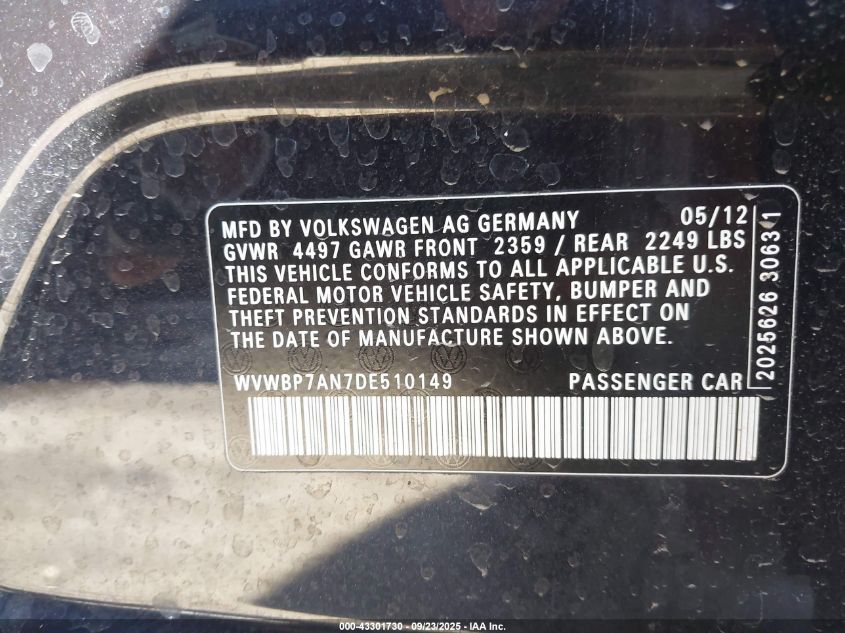 MFD BY VOLKSWAGEN AG GERMANY 05/12
GVWR 4497 GAWR FRONT 2359 / REAR 2249 LBS
THIS VEHICLE CONFORMS TO ALL APPLICABLE U.S.
FEDERAL MOTOR VEHICLE SAFETY, BUMPER AND
THEFT PREVENTION STANDARDS IN EFFECT ON
THE DATE OF MANUFACTURE SHOWN ABOVE.
WVWBP7AN7DE510149 PASSENGER CAR
2025626 30631
000-43301730 - 09/23/2025 - IAA Inc.